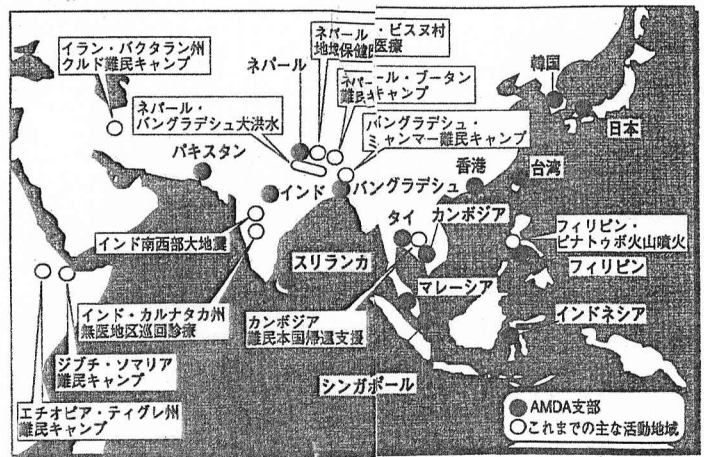 イラン・バクタラン州
クルド難民キャンプ
ネパール
ネパール・ビスヌ村
地域保健医療
ネパール・ブータン
難民キャンプ
ネパール・
バングラデシュ大洪水
バングラデシュ・
ミャンマー難民キャンプ
韓国
日本
パキスタン
インド
バングラデシュ
香港
台湾
タイ
カンボジア
フィリピン・
ピナトゥボ火山噴火
フィリピン
インド南西部大地震
スリランカ
マレーシア
インド・カルナタカ州
無医地区巡回診療
カンボジア
難民本国帰還支援
インドネシア
ジブチ・ソマリア
難民キャンプ
シンガポール
エチオピア・ティグレ州
難民キャンプ
AMDA支部
これまでの主な活動地域